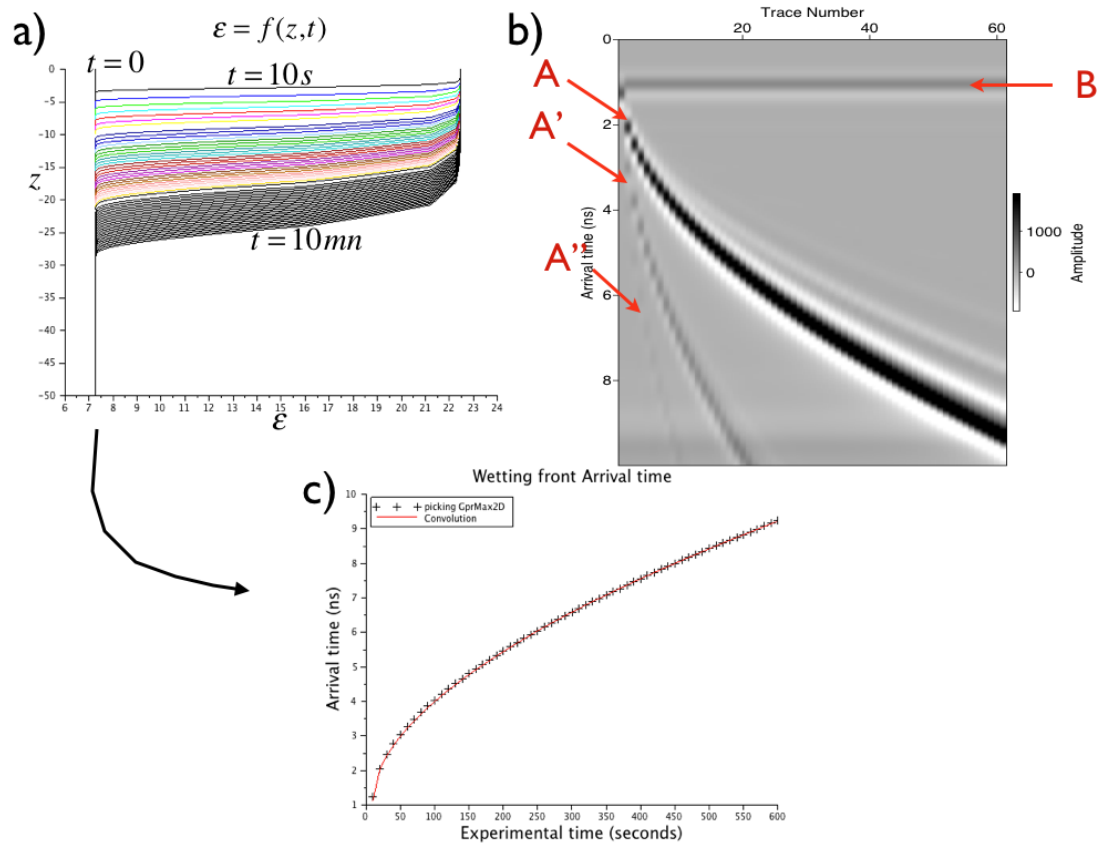 a)
ε = f(z,t)
t = 0
t = 10s
0
−5
−10
−15
−20
−25
−30
−35
−40
−45
−50
z
t = 10mn
6 7 8 9 10 11 12 13 14 15 16 17 18 19 20 21 22 23 24
ε
b)
Trace Number
20 40 60
0
2
4
6
8
Arrival time (ns)
A
A'
A''
B
1000
0
Amplitude
c)
Wetting front Arrival time
picking GprMax2D
Convolution
10
9
8
7
6
5
4
3
2
1
Arrival time (ns)
0 50 100 150 200 250 300 350 400 450 500 550 600
Experimental time (seconds)